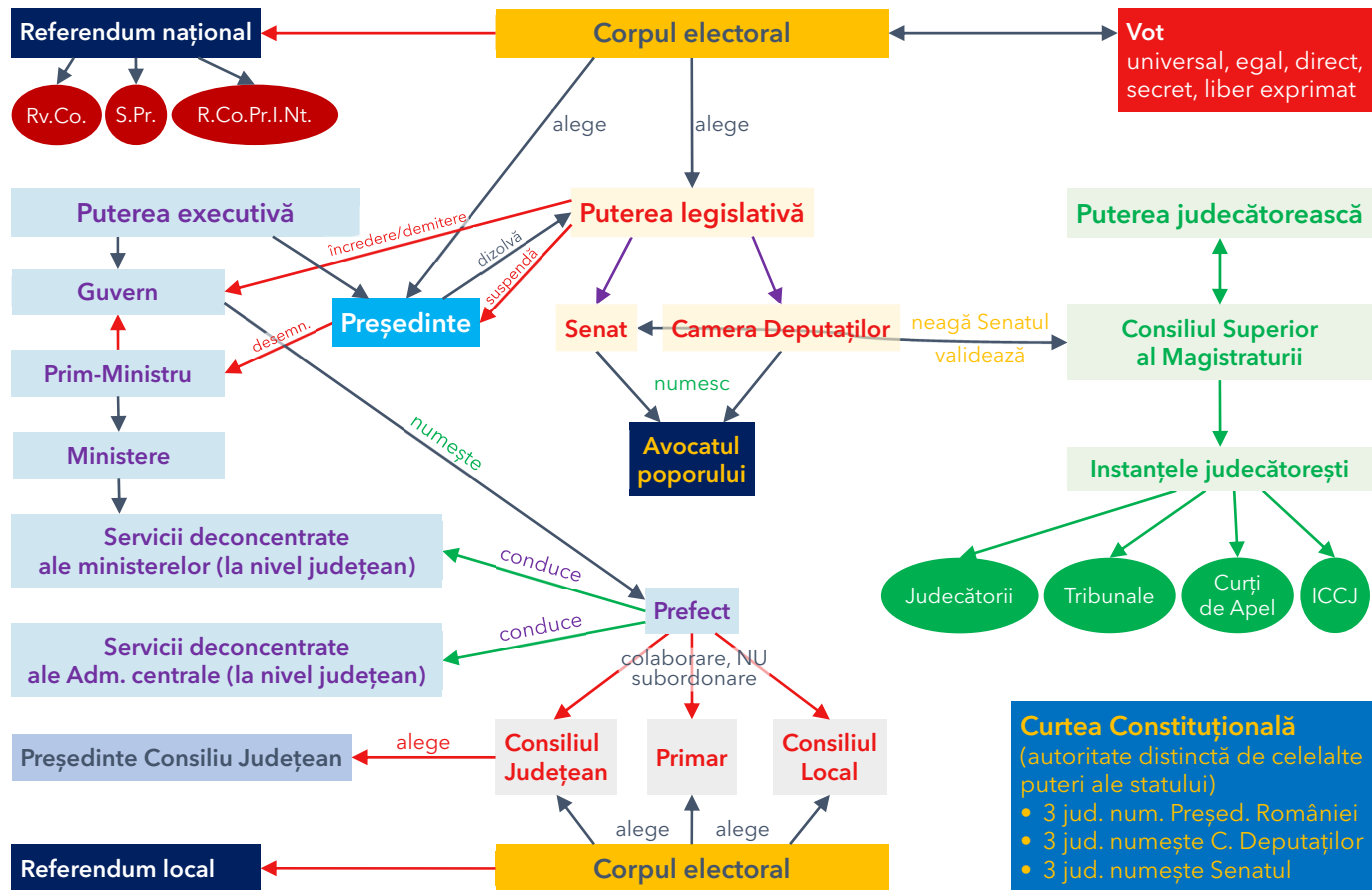 Referendum național
Corpul electoral
Vot
universal, egal, direct,
secret, liber exprimat
Rv.Co.
S.Pr.
R.Co.Pr.I.Nt.
alege
alege
Puterea executivă
Puterea legislativă
Puterea judecătorească
încredere/demitere
dizolvă
suspendă
Guvern
Președinte
desemn.
Senat
Camera Deputaților
neagă Senatul
validează
Consiliul Superior
al Magistraturii
Prim-Ministru
numesc
numește
Ministere
Avocatul
poporului
Instanțele judecătorești
Servicii deconcentrate
ale ministerelor (la nivel județean)
conduce
Prefect
Judecătorii
Tribunale
Curți
de Apel
ICCJ
Servicii deconcentrate
ale Adm. centrale (la nivel județean)
conduce
colaborare, NU
subordonare
Președinte Consiliu Județean
alege
Consiliul
Județean
Primar
Consiliul
Local
Curtea Constituțională
(autoritate distinctă de celelalte
puteri ale statului)
• 3 jud. num. Președ. României
• 3 jud. numește C. Deputaților
• 3 jud. numește Senatul
alege
alege
Referendum local
Corpul electoral